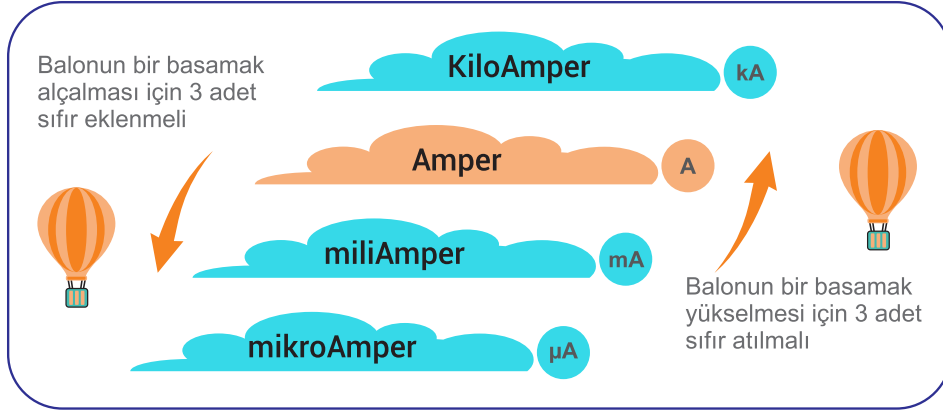 Balonun bir basamak
alçalması için 3 adet
sıfır eklenmeli
KiloAmper
kA
Amper
A
miliAmper
mA
mikroAmper
µA
Balonun bir basamak
yükselmesi için 3 adet
sıfır atılmalı